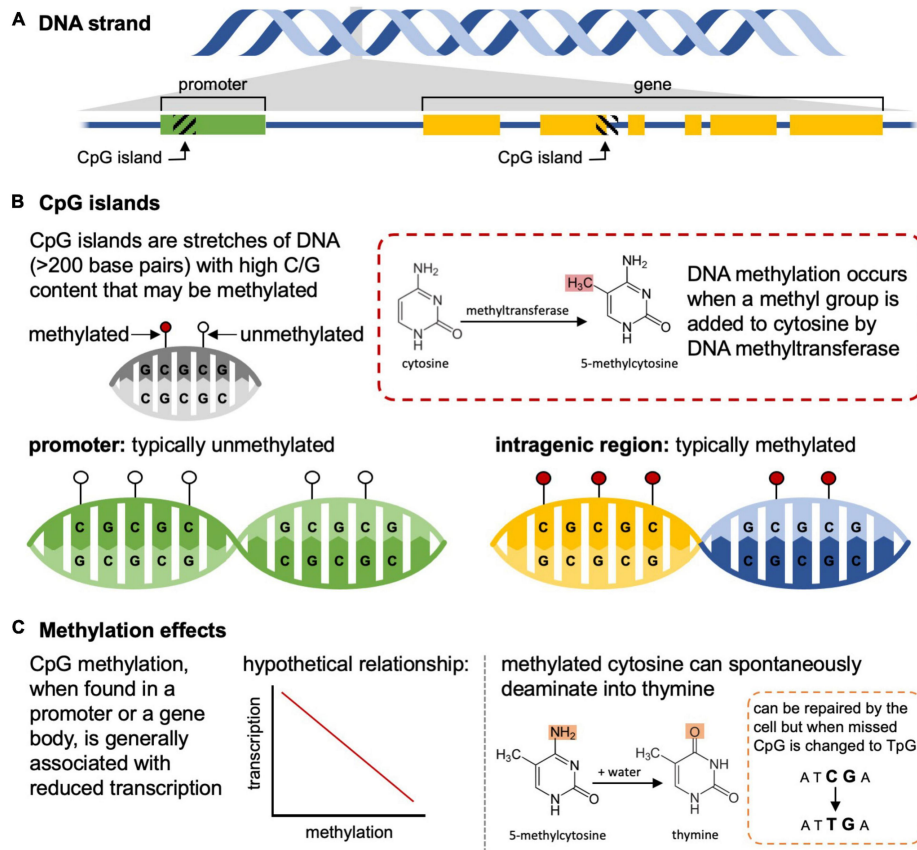 A DNA strand
promoter
gene
CpG island
CpG island
B CpG islands
CpG islands are stretches of DNA
(>200 base pairs) with high C/G
content that may be methylated
methylated
unmethylated
G C G C G
C G C G C
NH₂
N
N
H
O
cytosine
methyltransferase
H₃C
NH₂
N
N
H
O
5-methylcytosine
DNA methylation occurs
when a methyl group is
added to cytosine by
DNA methyltransferase
promoter: typically unmethylated
C G C G C
G C G C G
G C G C G
C G C G C
intragenic region: typically methylated
C G C G C
G C G C G
G C G C G
C G C G C
C Methylation effects
CpG methylation,
when found in a
promoter or a gene
body, is generally
associated with
reduced transcription
hypothetical relationship:
transcription
methylation
methylated cytosine can spontaneously
deaminate into thymine
NH₂
H₃C
N
N
H
O
5-methylcytosine
+ water
O
H₃C
NH
N
H
O
thymine
can be repaired by the
cell but when missed
CpG is changed to TpG
A T C G A
A T T G A